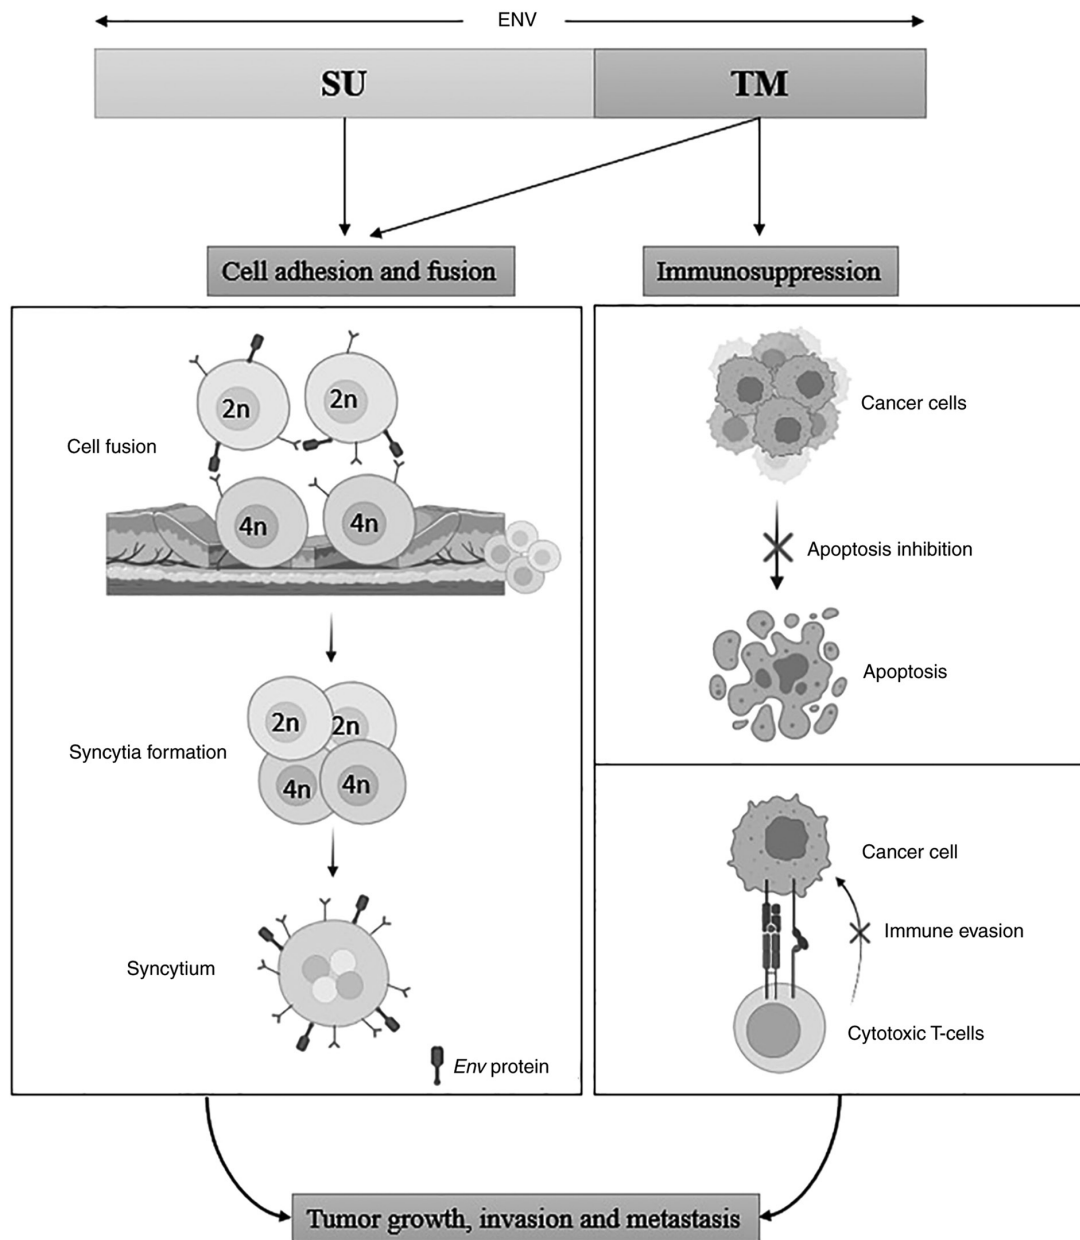 ENV
SU
TM
Cell adhesion and fusion
Immunosuppression
2n
2n
Cell fusion
4n
4n
Syncytia formation
2n
2n
4n
4n
Syncytium
Env protein
Cancer cells
Apoptosis inhibition
Apoptosis
Cancer cell
Immune evasion
Cytotoxic T-cells
Tumor growth, invasion and metastasis